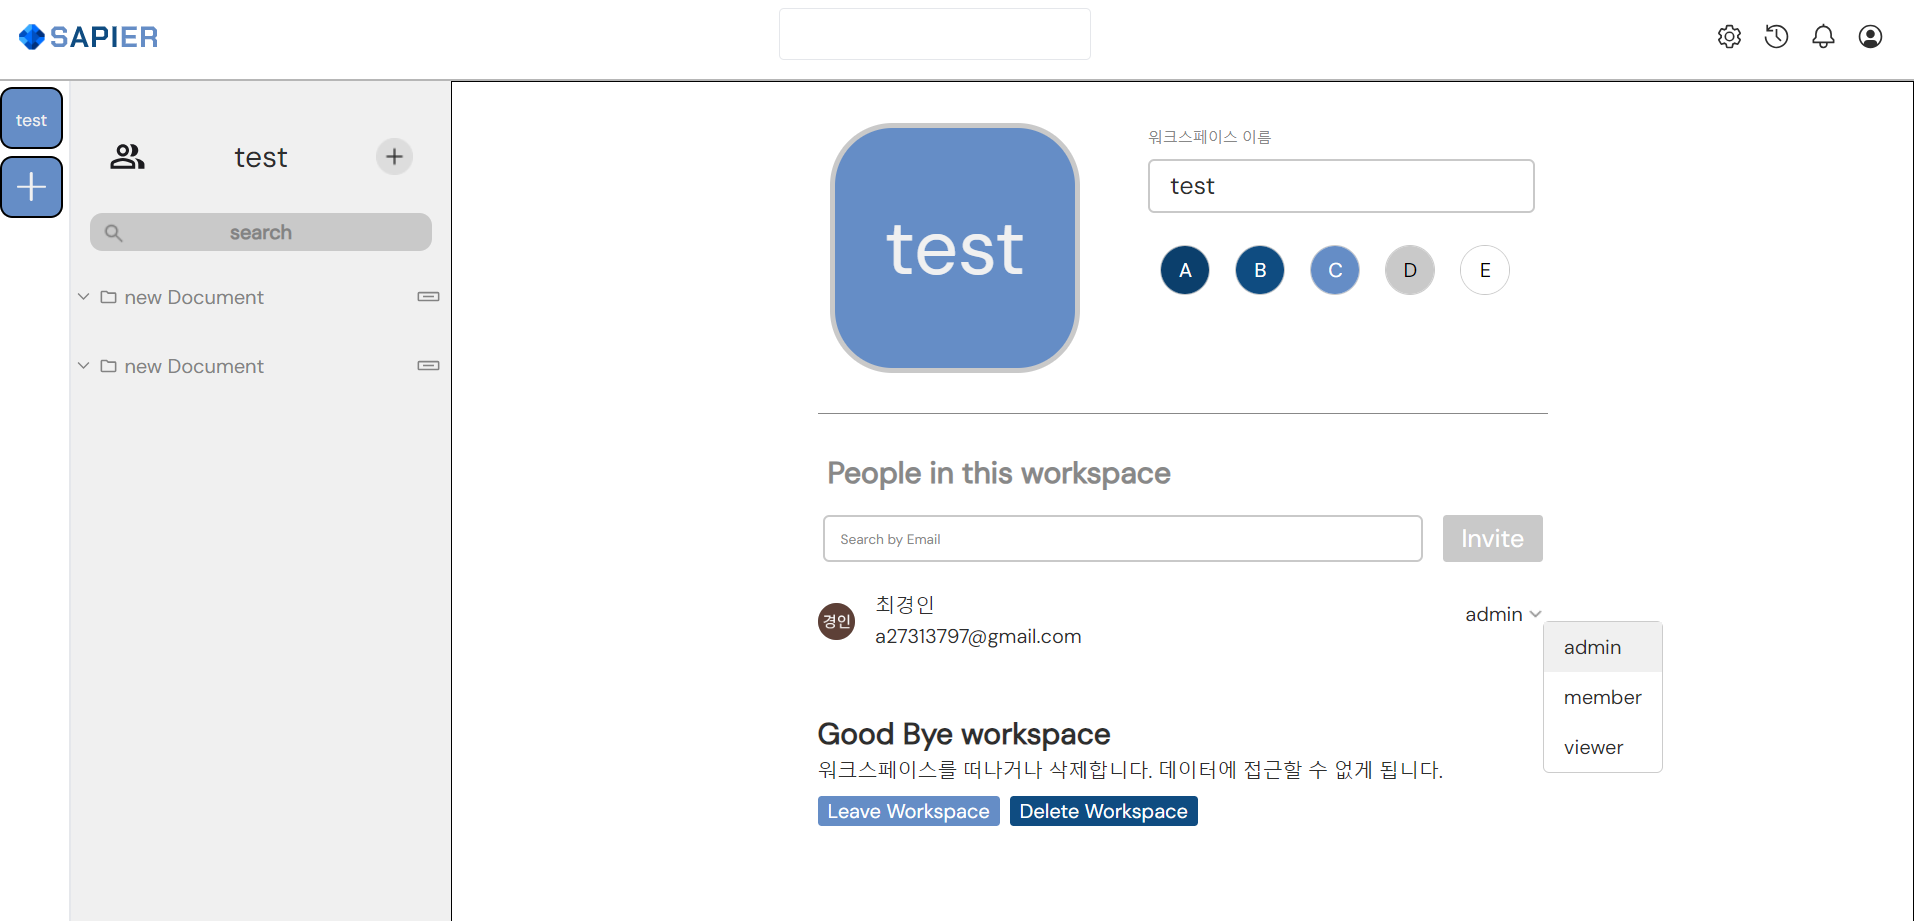 SAPIER
test
test
search
new Document
new Document
test
워크스페이스 이름
test
A B C D E
People in this workspace
Search by Email
Invite
경인
최경인
a27313797@gmail.com
admin
admin
member
viewer
Good Bye workspace
워크스페이스를 떠나거나 삭제합니다. 데이터에 접근할 수 없게 됩니다.
Leave Workspace
Delete Workspace